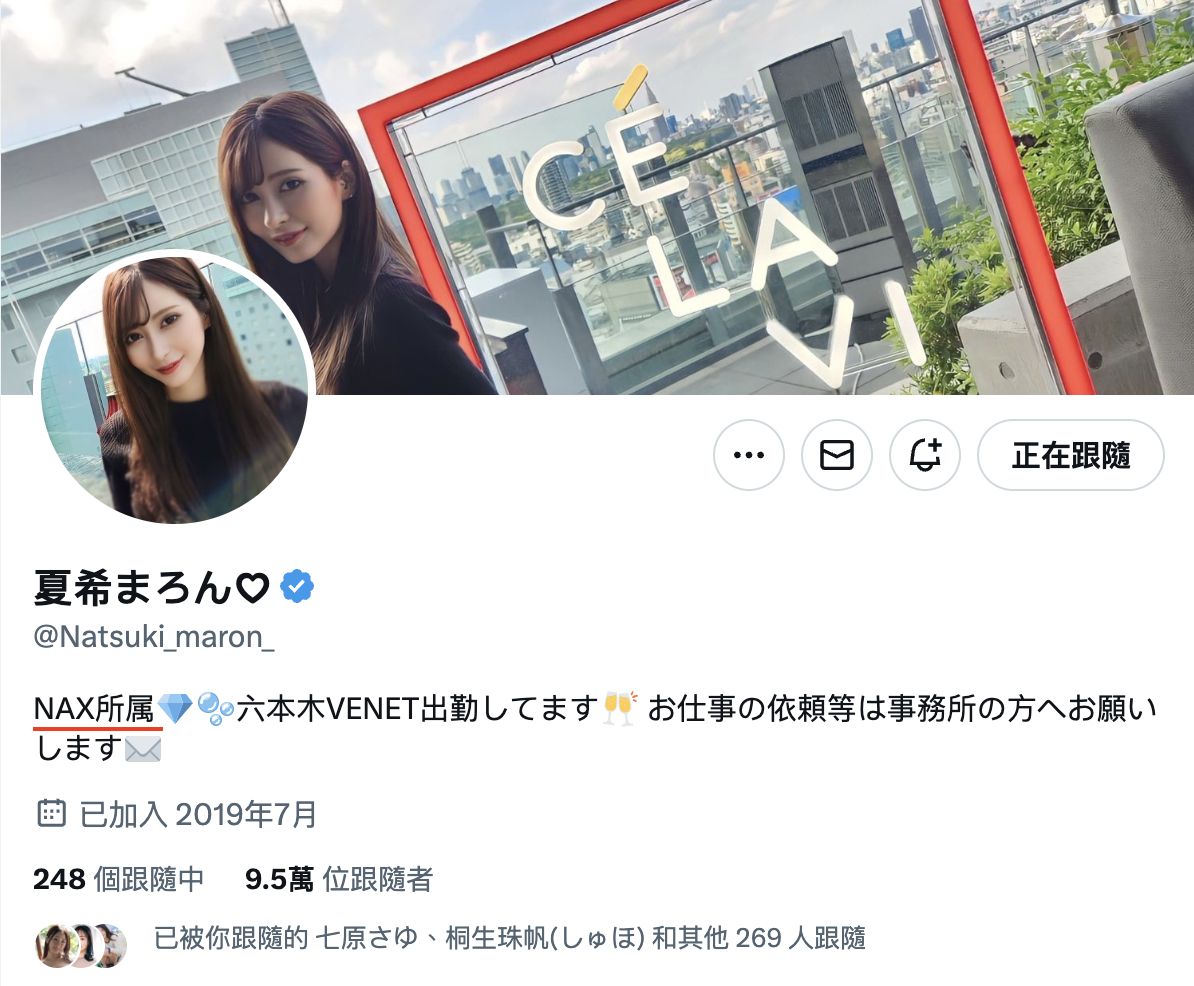 CÉ
LA
VI
正在跟隨
夏希まろん♡
@Natsuki_maron_
NAX所属💎🫧六本木VENET出勤してます🥂 お仕事の依頼等は事務所の方へお願い
します✉️
已加入 2019年7月
248 個跟隨中 9.5萬 位跟隨者
已被你跟隨的 七原さゆ、桐生珠帆(しゅほ) 和其他 269 人跟隨